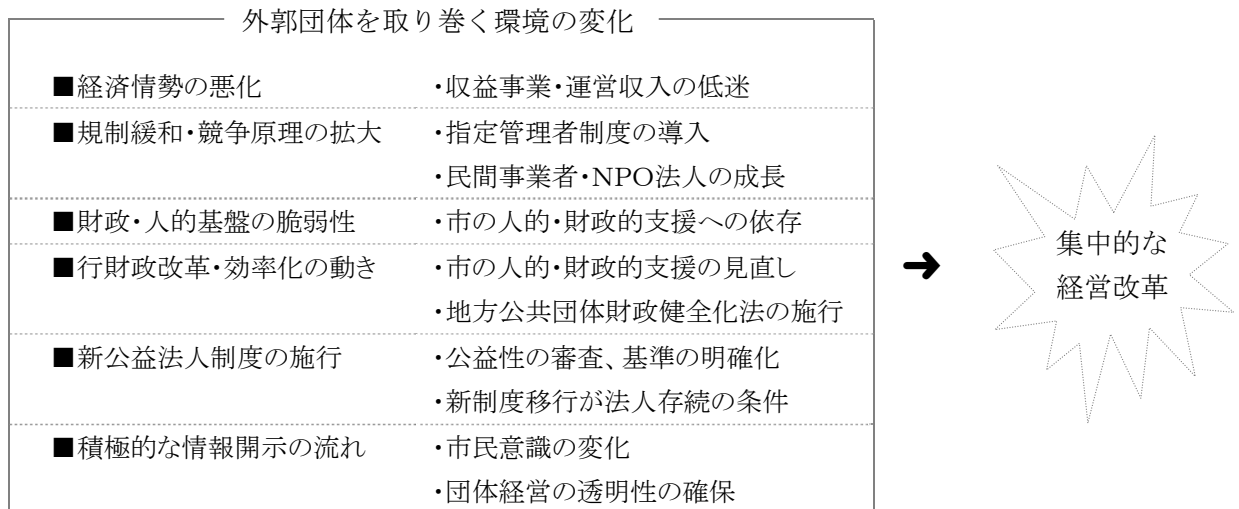 外郭団体を取り巻く環境の変化
■経済情勢の悪化 ・収益事業・運営収入の低迷
■規制緩和・競争原理の拡大 ・指定管理者制度の導入
・民間事業者・NPO法人の成長
■財政・人的基盤の脆弱性 ・市の人的・財政的支援への依存
■行財政改革・効率化の動き ・市の人的・財政的支援の見直し
・地方公共団体財政健全化法の施行
■新公益法人制度の施行 ・公益性の審査、基準の明確化
・新制度移行が法人存続の条件
■積極的な情報開示の流れ ・市民意識の変化
・団体経営の透明性の確保
➜
集中的な
経営改革